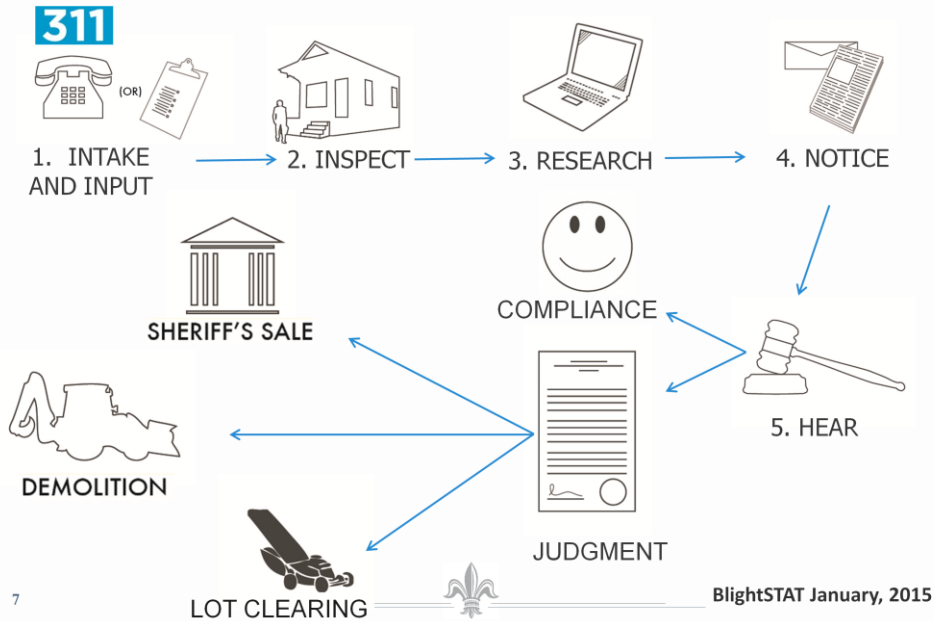 311
(OR)
1. INTAKE
AND INPUT
2. INSPECT
3. RESEARCH
4. NOTICE
COMPLIANCE
SHERIFF'S SALE
5. HEAR
DEMOLITION
JUDGMENT
LOT CLEARING
7
BlightSTAT January, 2015